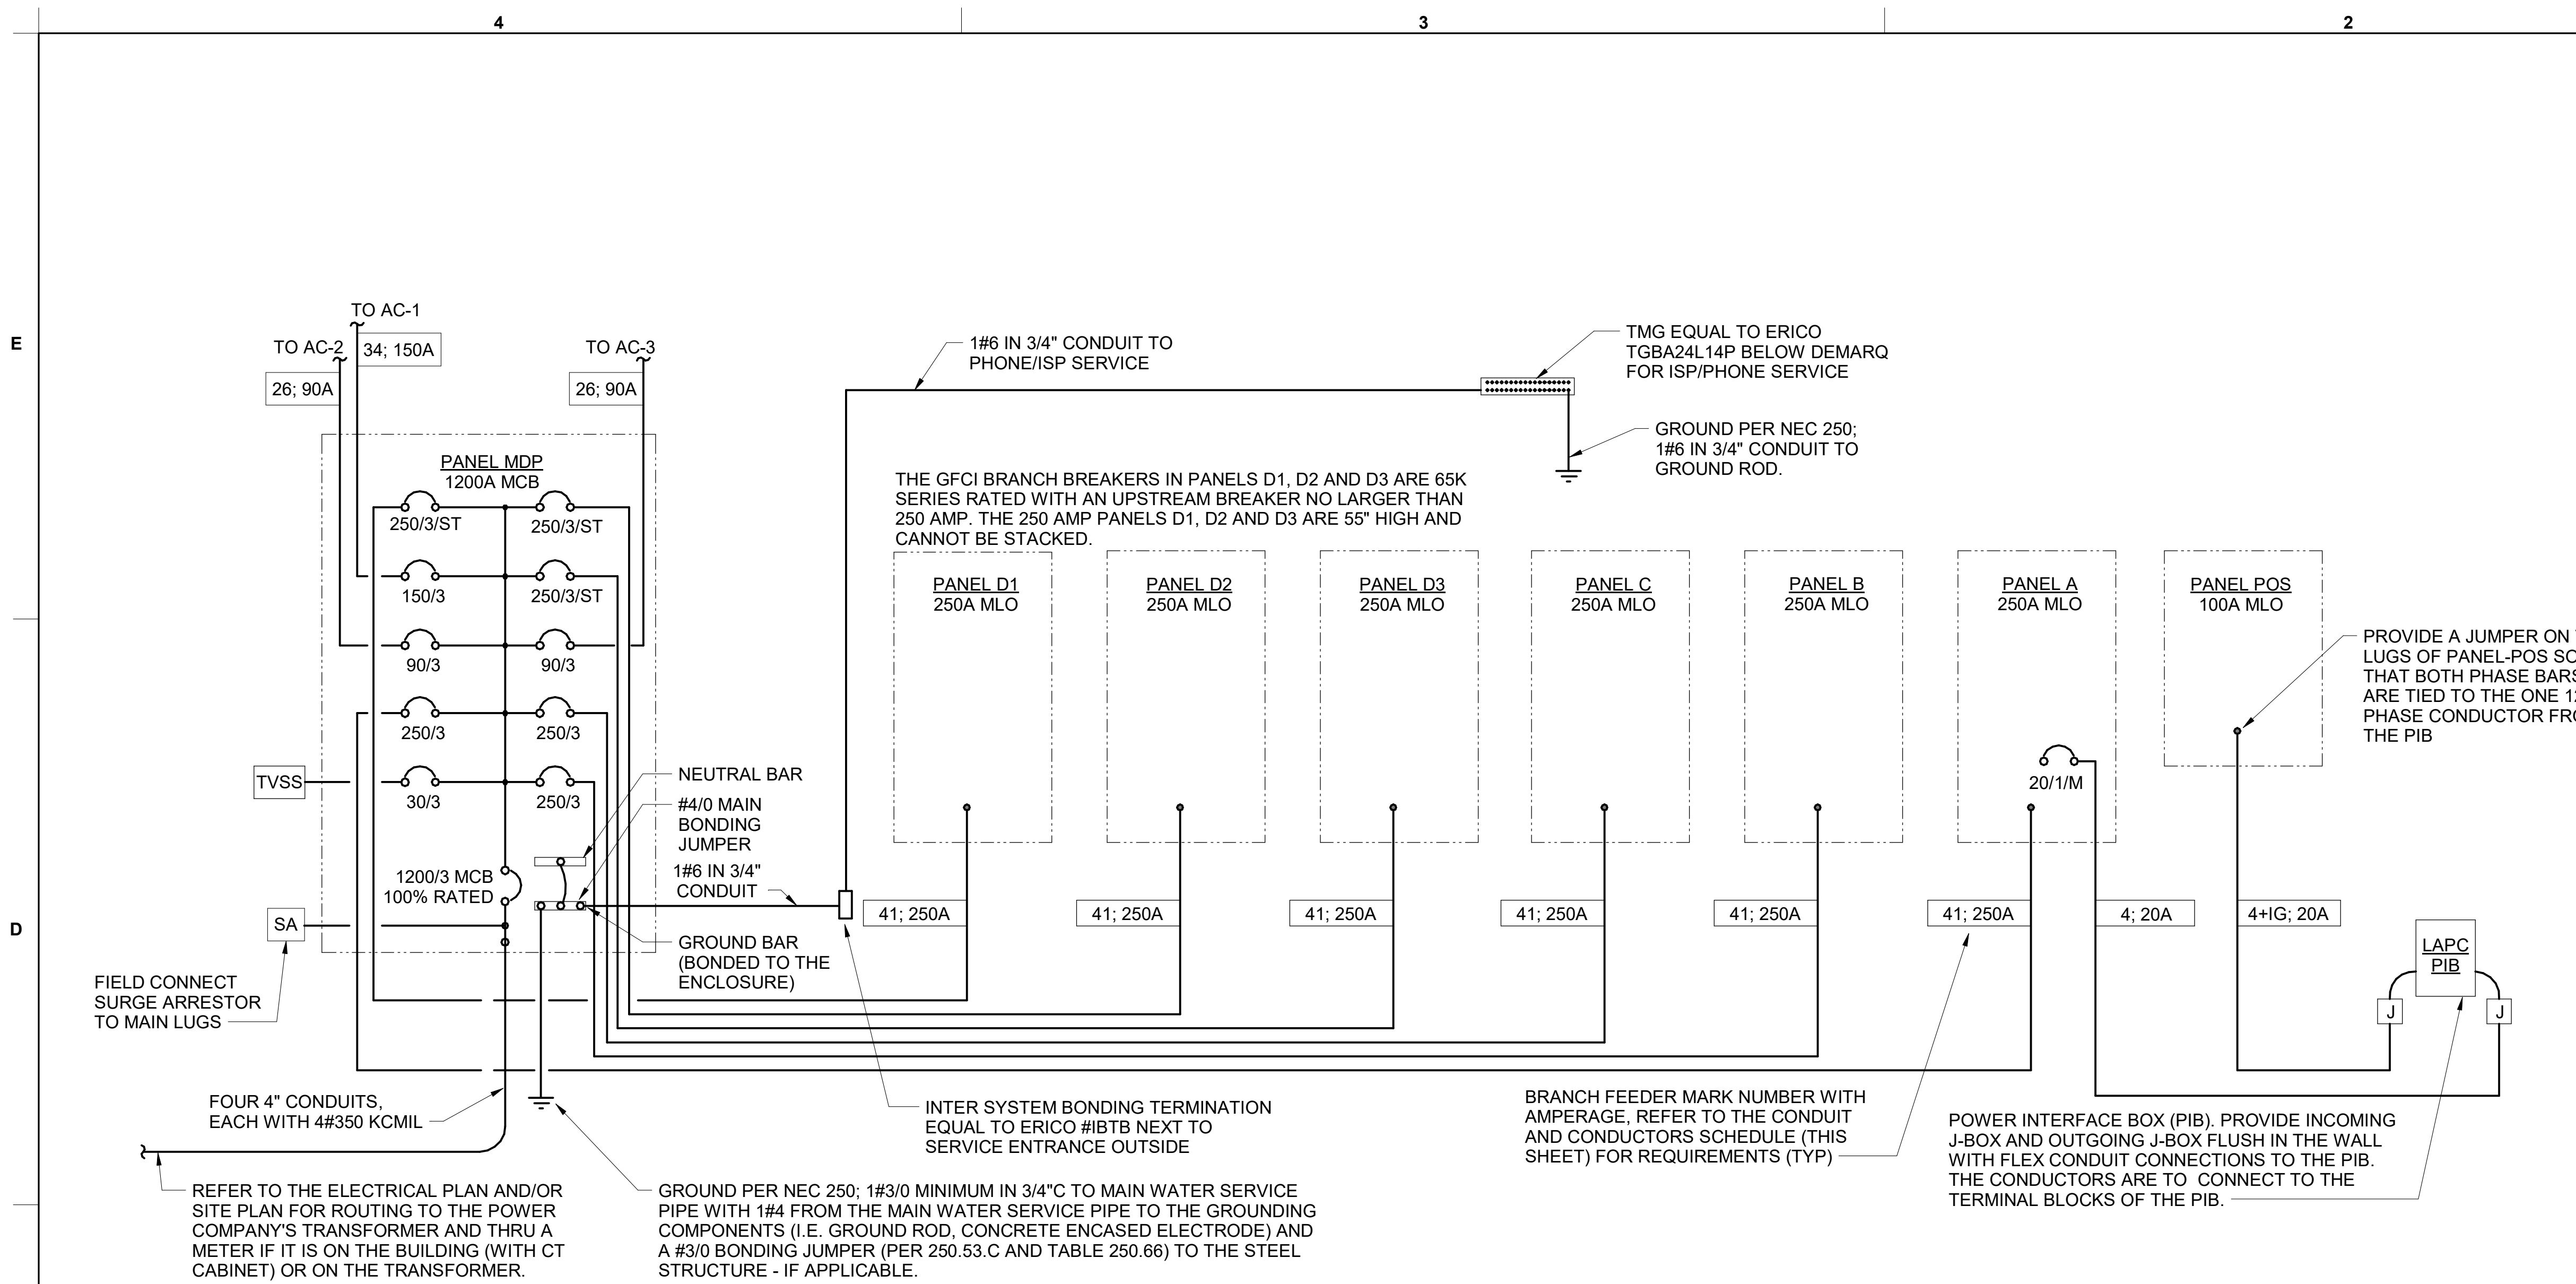 4
3
2
E
D
TO AC-1
34; 150A
TO AC-2
26; 90A
TO AC-3
26; 90A
PANEL MDP
1200A MCB
250/3/ST
250/3/ST
150/3
250/3/ST
90/3
90/3
250/3
250/3
30/3
250/3
TVSS
1200/3 MCB
100% RATED
SA
FIELD CONNECT
SURGE ARRESTOR
TO MAIN LUGS
NEUTRAL BAR
#4/0 MAIN
BONDING
JUMPER
1#6 IN 3/4"
CONDUIT
GROUND BAR
(BONDED TO THE
ENCLOSURE)
FOUR 4" CONDUITS,
EACH WITH 4#350 KCMIL
REFER TO THE ELECTRICAL PLAN AND/OR
SITE PLAN FOR ROUTING TO THE POWER
COMPANY'S TRANSFORMER AND THRU A
METER IF IT IS ON THE BUILDING (WITH CT
CABINET) OR ON THE TRANSFORMER.
GROUND PER NEC 250; 1#3/0 MINIMUM IN 3/4"C TO MAIN WATER SERVICE
PIPE WITH 1#4 FROM THE MAIN WATER SERVICE PIPE TO THE GROUNDING
COMPONENTS (I.E. GROUND ROD, CONCRETE ENCASED ELECTRODE) AND
A #3/0 BONDING JUMPER (PER 250.53.C AND TABLE 250.66) TO THE STEEL
STRUCTURE - IF APPLICABLE.
1#6 IN 3/4" CONDUIT TO
PHONE/ISP SERVICE
TMG EQUAL TO ERICO
TGBA24L14P BELOW DEMARQ
FOR ISP/PHONE SERVICE
GROUND PER NEC 250;
1#6 IN 3/4" CONDUIT TO
GROUND ROD.
THE GFCI BRANCH BREAKERS IN PANELS D1, D2 AND D3 ARE 65K
SERIES RATED WITH AN UPSTREAM BREAKER NO LARGER THAN
250 AMP. THE 250 AMP PANELS D1, D2 AND D3 ARE 55" HIGH AND
CANNOT BE STACKED.
PANEL D1
250A MLO
PANEL D2
250A MLO
PANEL D3
250A MLO
PANEL C
250A MLO
PANEL B
250A MLO
PANEL A
250A MLO
PANEL POS
100A MLO
20/1/M
PROVIDE A JUMPER ON
LUGS OF PANEL-POS SO
THAT BOTH PHASE BARS
ARE TIED TO THE ONE
PHASE CONDUCTOR
THE PIB
41; 250A
41; 250A
41; 250A
41; 250A
41; 250A
41; 250A
4; 20A
4+IG; 20A
LAPC
PIB
J
J
INTER SYSTEM BONDING TERMINATION
EQUAL TO ERICO #IBTB NEXT TO
SERVICE ENTRANCE OUTSIDE
BRANCH FEEDER MARK NUMBER WITH
AMPERAGE, REFER TO THE CONDUIT
AND CONDUCTORS SCHEDULE (THIS
SHEET) FOR REQUIREMENTS (TYP)
POWER INTERFACE BOX (PIB). PROVIDE INCOMING
J-BOX AND OUTGOING J-BOX FLUSH IN THE WALL
WITH FLEX CONDUIT CONNECTIONS TO THE PIB.
THE CONDUCTORS ARE TO CONNECT TO THE
TERMINAL BLOCKS OF THE PIB.